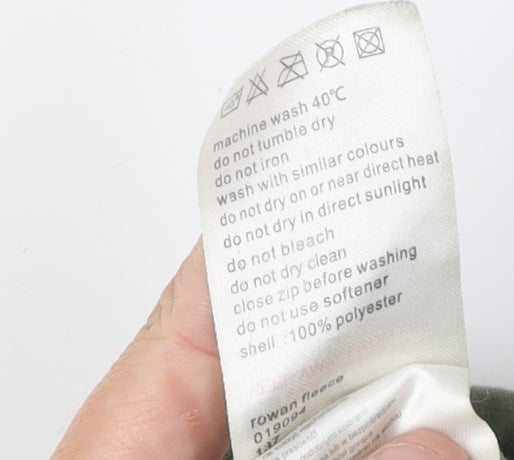 40°
P
machine wash 40℃
do not tumble dry
do not iron
wash with similar colours
do not dry on or near direct heat
do not dry in direct sunlight
do not bleach
do not dry clean
close zip before washing
do not use softener
shell :100% polyester
rowan fleece
019094